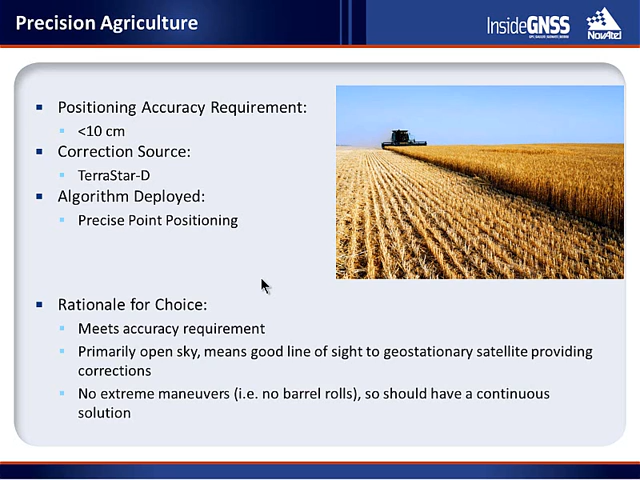 Precision Agriculture
InsideGNSS
NovAtel
Positioning Accuracy Requirement:
<10 cm
Correction Source:
TerraStar-D
Algorithm Deployed:
Precise Point Positioning
Rationale for Choice:
Meets accuracy requirement
Primarily open sky, means good line of sight to geostationary satellite providing
corrections
No extreme maneuvers (i.e. no barrel rolls), so should have a continuous
solution